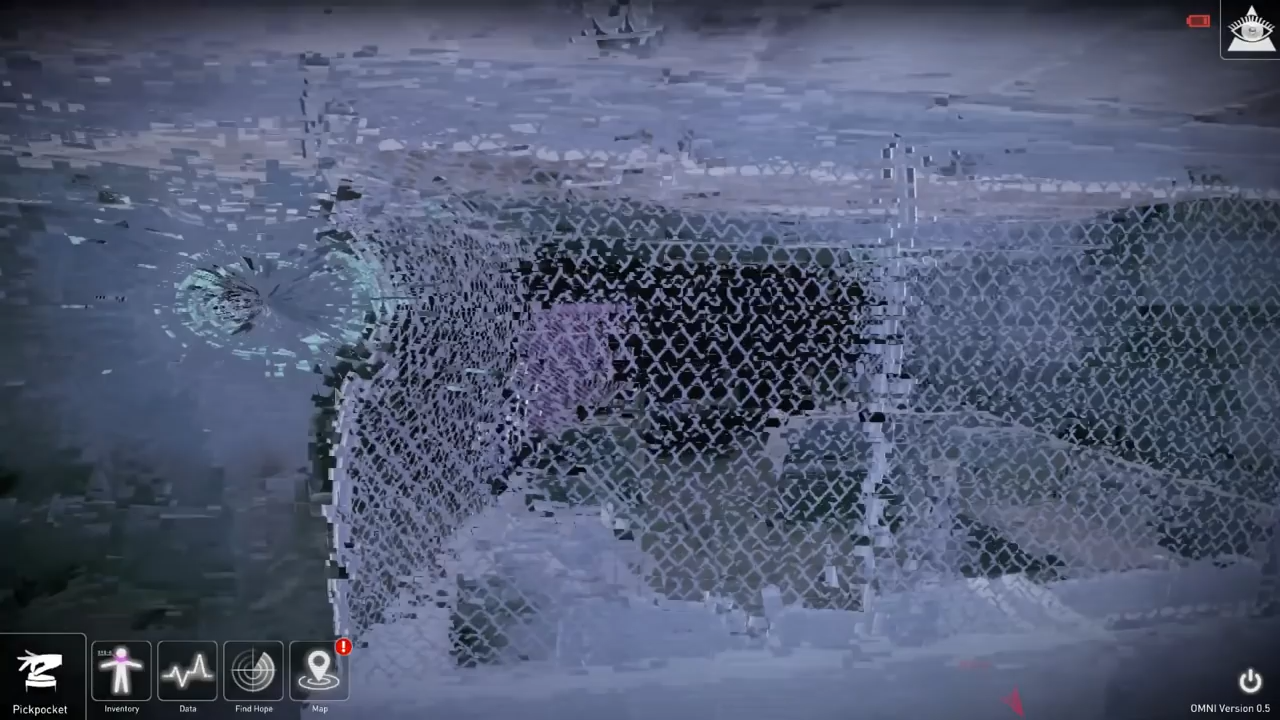 Pickpocket
Inventory
Data
Find Hope
Map
!
OMNI Version 0.5